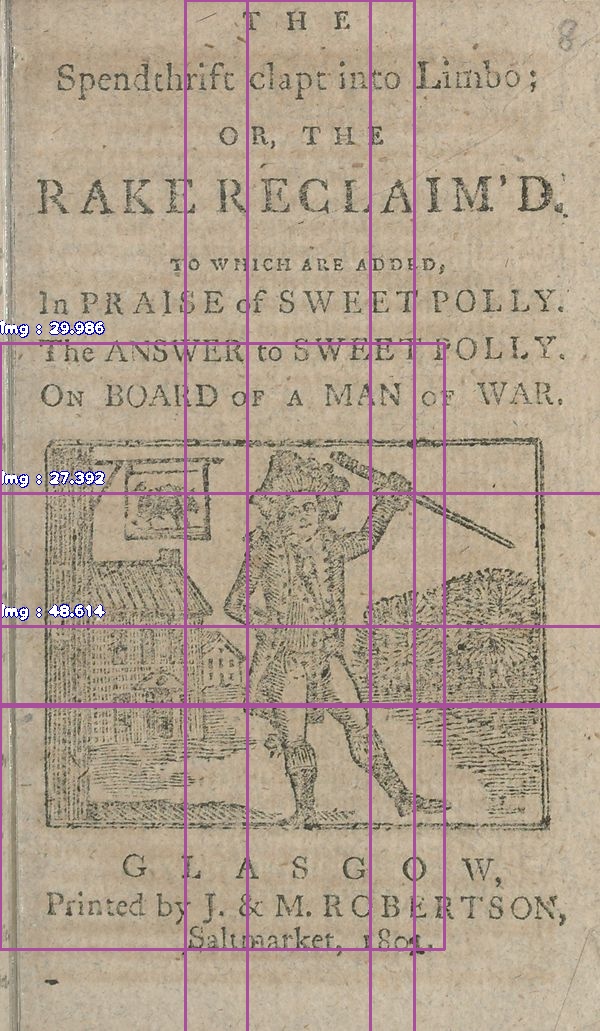 8
THE
Spendthrift clapt into Limbo;
OR, THE
RAKE RECLAIM'D.
TO WHICH ARE ADDED,
In PRAISE of SWEET POLLY.
img : 29.986
The ANSWER to SWEET POLLY.
ON BOARD OF A MAN OF WAR.
img : 27.392
img : 48.614
GLASGOW,
Printed by J. & M. ROBERTSON,
Saltmarket,